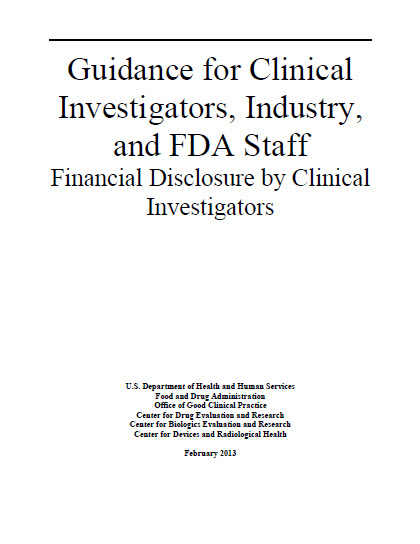 Guidance for Clinical
Investigators, Industry,
and FDA Staff
Financial Disclosure by Clinical
Investigators
U.S. Department of Health and Human Services
Food and Drug Administration
Office of Good Clinical Practice
Center for Drug Evaluation and Research
Center for Biologics Evaluation and Research
Center for Devices and Radiological Health
February 2013